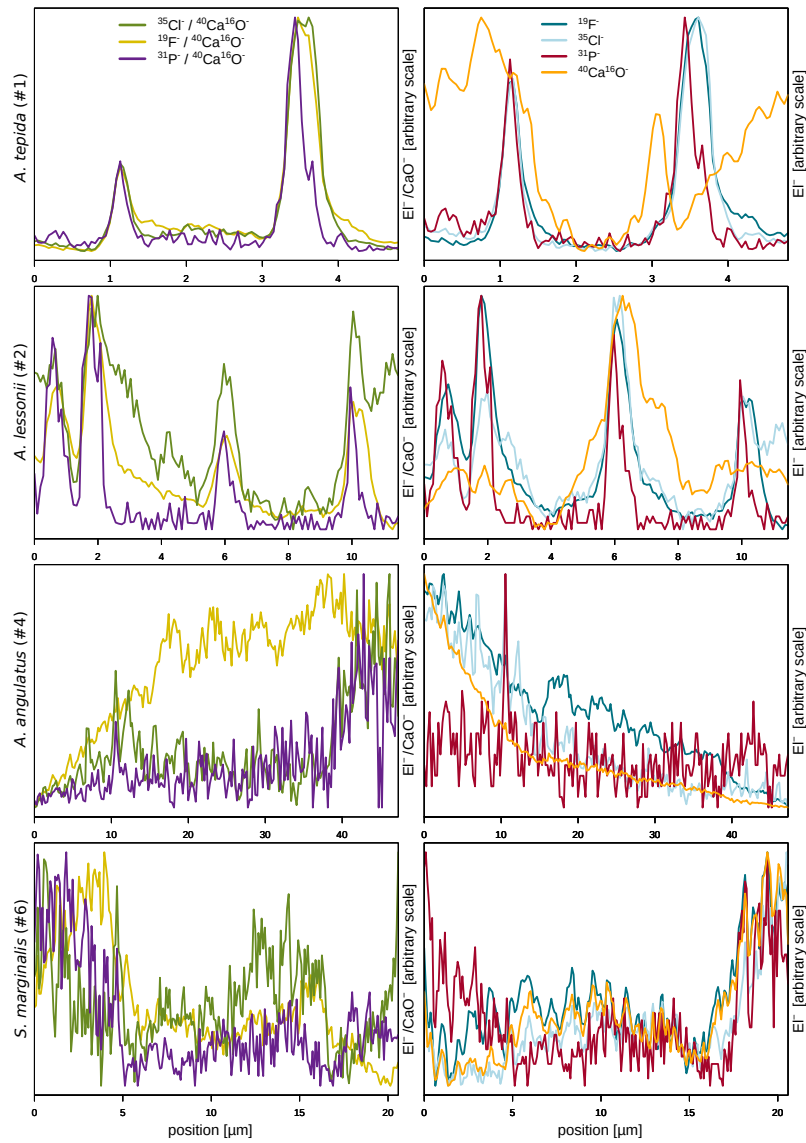 ³⁵Cl⁻ / ⁴⁰Ca¹⁶O⁻
¹⁹F⁻ / ⁴⁰Ca¹⁶O⁻
³¹P⁻ / ⁴⁰Ca¹⁶O⁻
¹⁹F⁻
³⁵Cl⁻
³¹P⁻
⁴⁰Ca¹⁶O⁻
A. tepida (#1)
El⁻ /CaO⁻ [arbitrary scale]
El⁻ [arbitrary scale]
0 1 2 3 4
0 1 2 3 4
A. lessonii (#2)
El⁻ /CaO⁻ [arbitrary scale]
El⁻ [arbitrary scale]
0 2 4 6 8 10
0 2 4 6 8 10
A. angulatus (#4)
El⁻ /CaO⁻ [arbitrary scale]
El⁻ [arbitrary scale]
0 10 20 30 40
0 10 20 30 40
S. marginalis (#6)
El⁻ /CaO⁻ [arbitrary scale]
El⁻ [arbitrary scale]
0 5 10 15 20
0 5 10 15 20
position [µm]
position [µm]